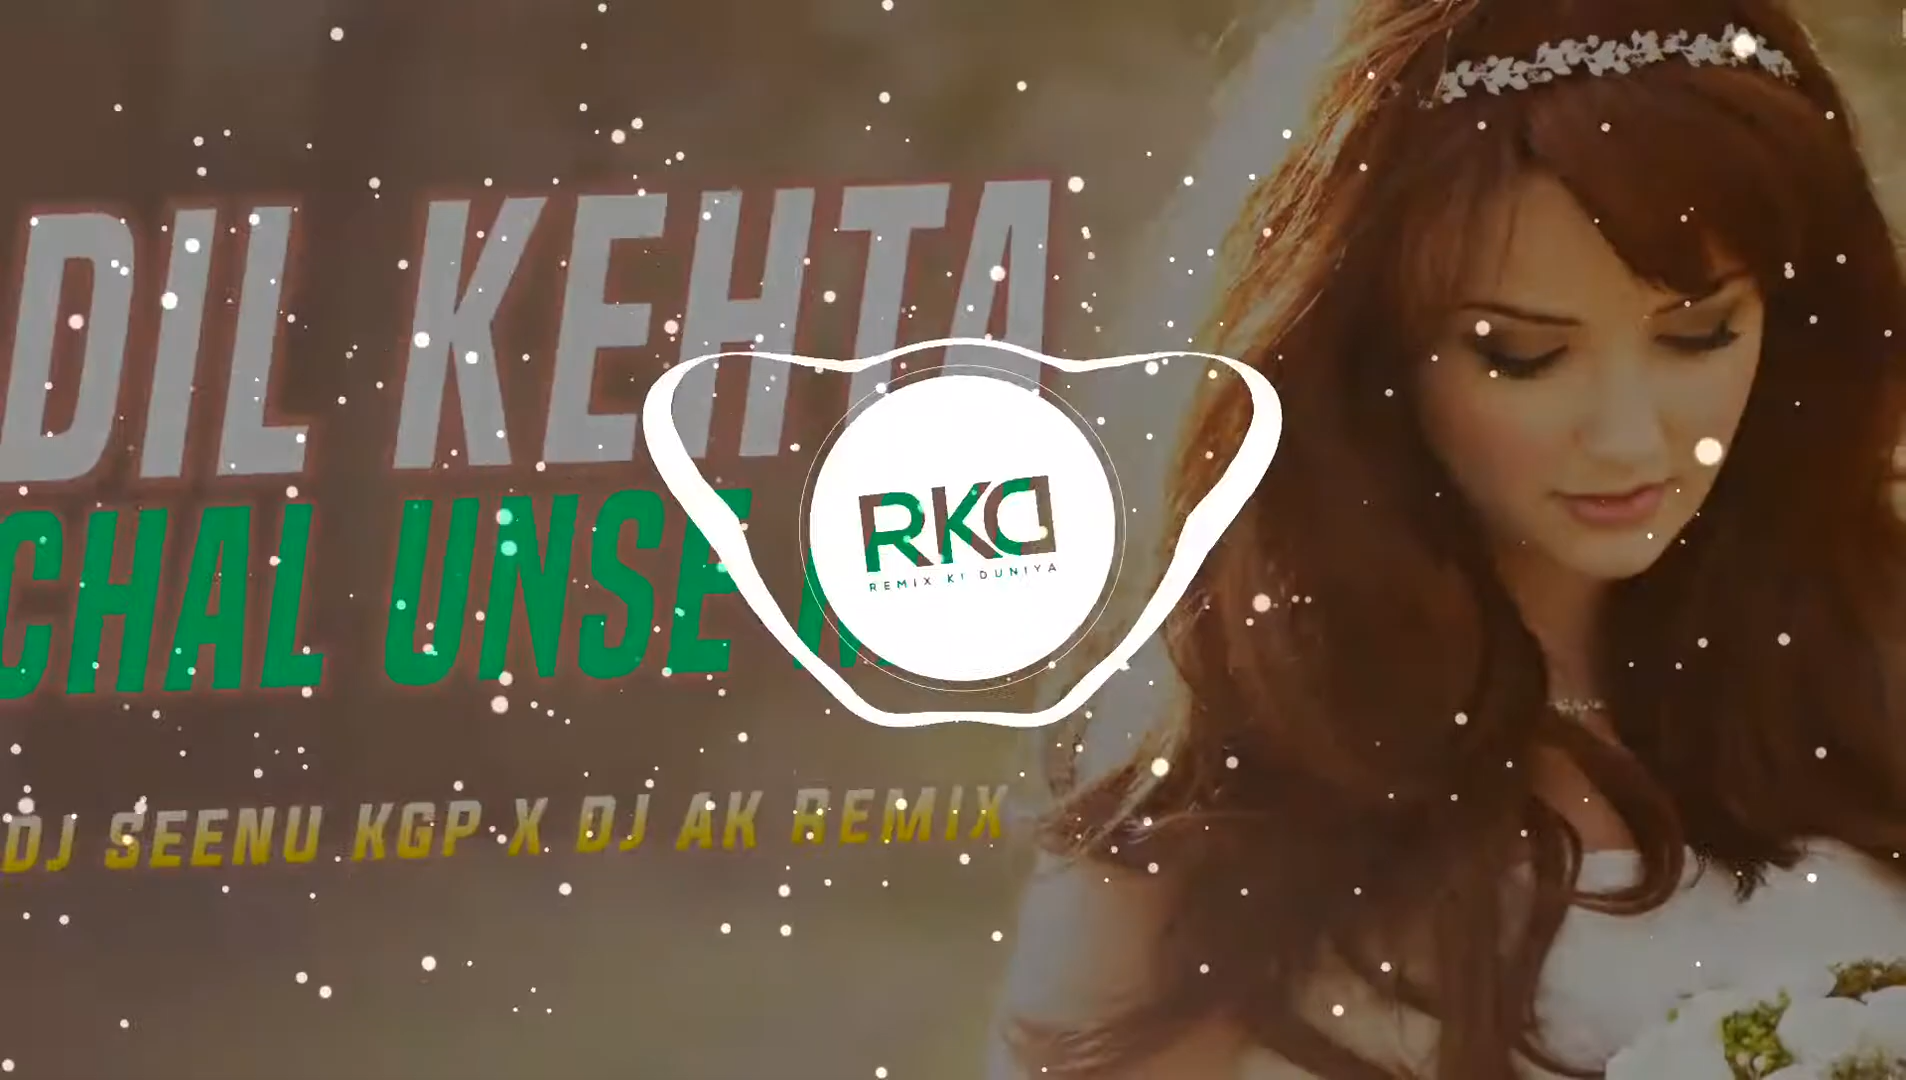 DIL KEHTA
CHAL UNSE
DJ SEENU KGP X DJ AK REMIX
RKD
REMIX KI DUNIYA